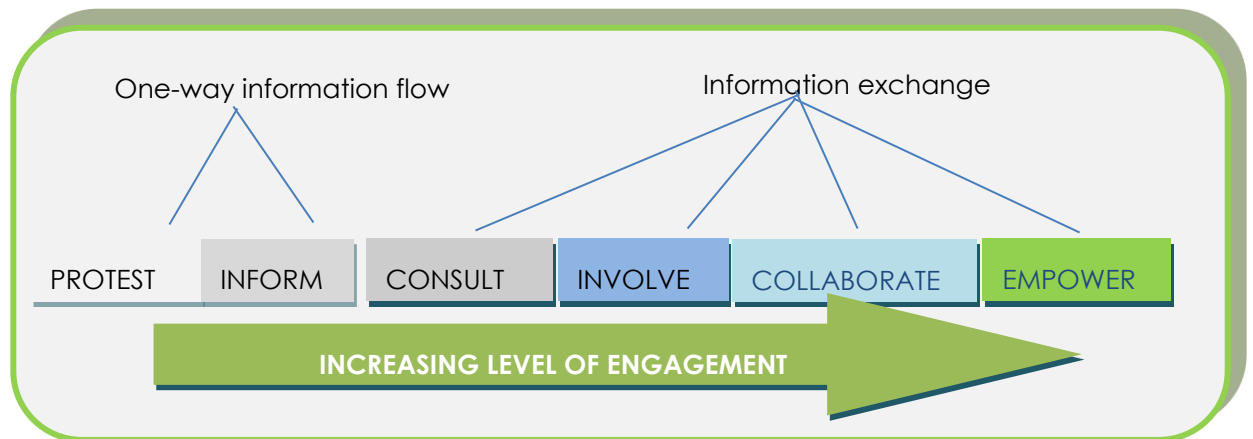 One-way information flow
Information exchange
PROTEST
INFORM
CONSULT
INVOLVE
COLLABORATE
EMPOWER
INCREASING LEVEL OF ENGAGEMENT